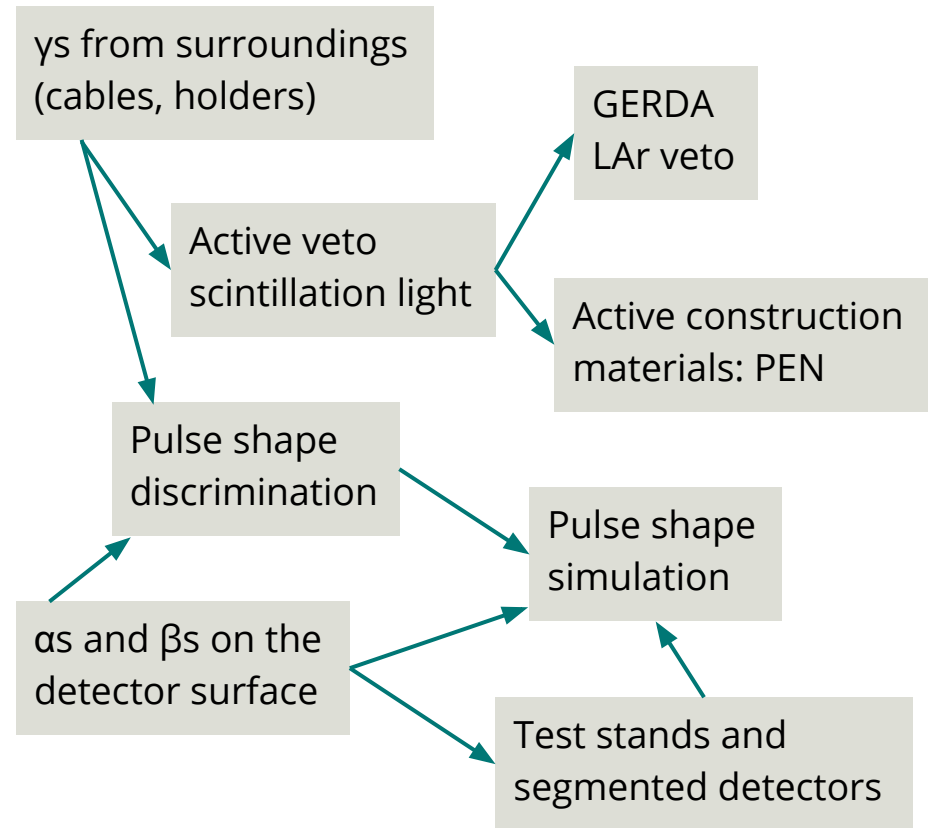 γs from surroundings
(cables, holders)
GERDA
LAr veto
Active veto
scintillation light
Active construction
materials: PEN
Pulse shape
discrimination
Pulse shape
simulation
αs and βs on the
detector surface
Test stands and
segmented detectors